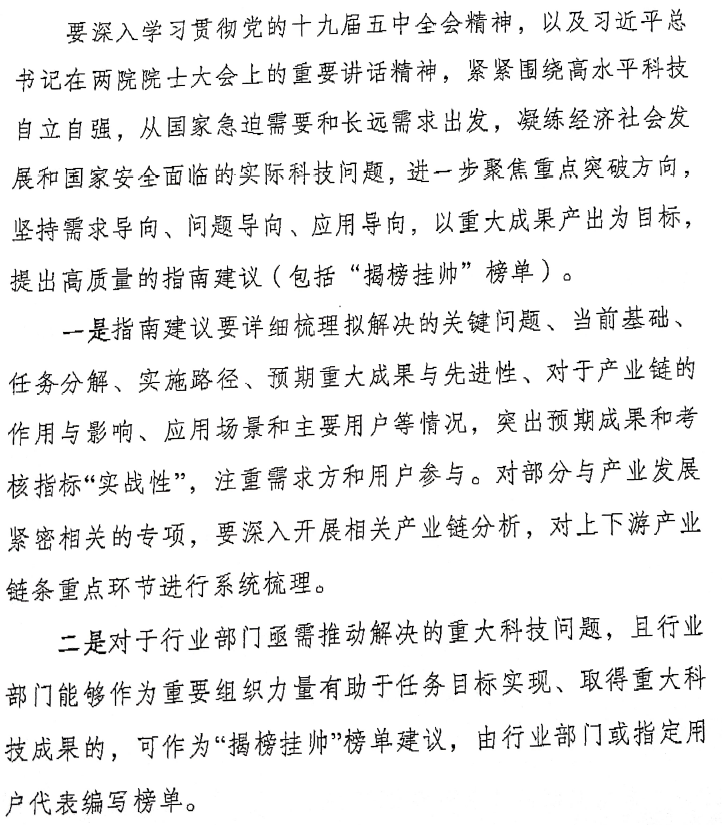 要深入学习贯彻党的十九届五中全会精神，以及习近平总
书记在两院院士大会上的重要讲话精神，紧紧围绕高水平科技
自立自强，从国家急迫需要和长远需求出发，凝练经济社会发
展和国家安全面临的实际科技问题，进一步聚焦重点突破方向，
坚持需求导向、问题导向、应用导向，以重大成果产出为目标，
提出高质量的指南建议（包括“揭榜挂帅”榜单）。
一是指南建议要详细梳理拟解决的关键问题、当前基础、
任务分解、实施路径、预期重大成果与先进性、对于产业链的
作用与影响、应用场景和主要用户等情况，突出预期成果和考
核指标“实战性”，注重需求方和用户参与。对部分与产业发展
紧密相关的专项，要深入开展相关产业链分析，对上下游产业
链条重点环节进行系统梳理。
二是对于行业部门亟需推动解决的重大科技问题，且行业
部门能够作为重要组织力量有助于任务目标实现、取得重大科
技成果的，可作为“揭榜挂帅”榜单建议，由行业部门或指定用
户代表编写榜单。